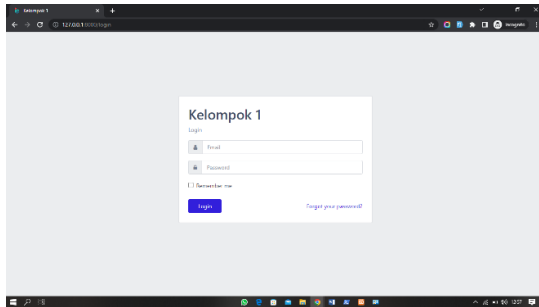 Kelompok 1
127.0.0.1:8000/login
Incognito
Kelompok 1
Login
Email
Password
Remember me
Login
Forgot your password?